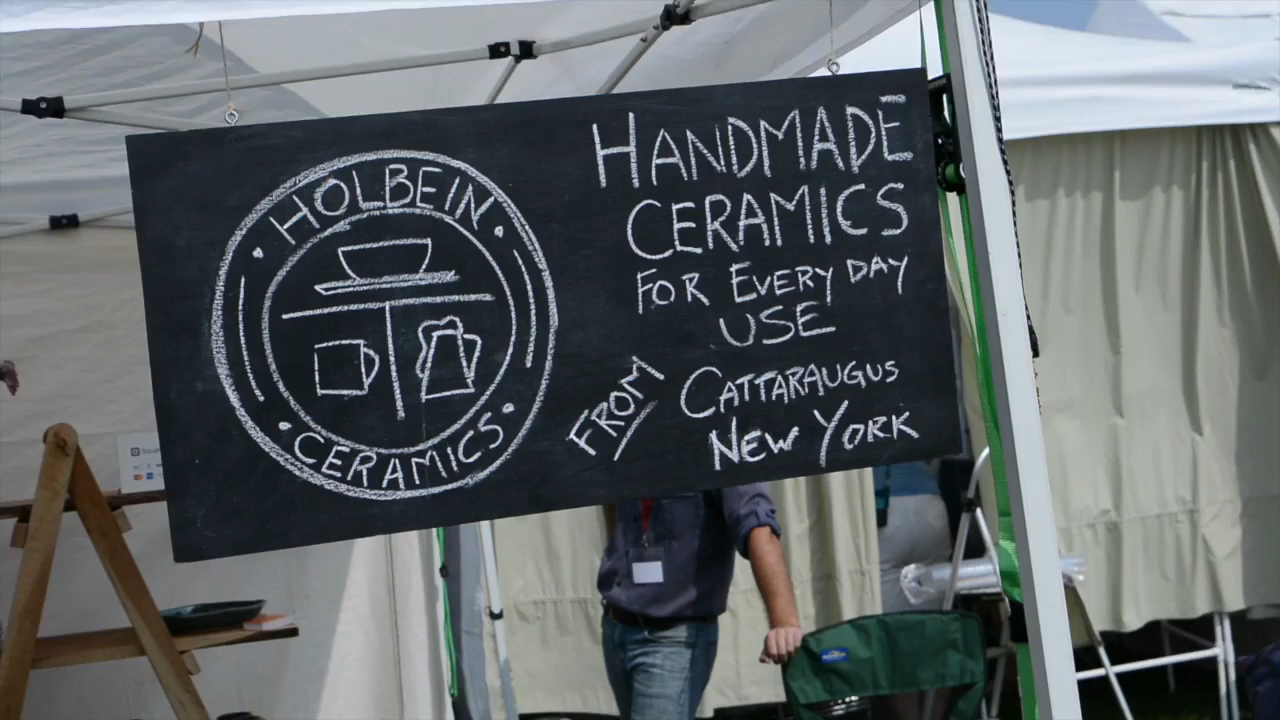 HOLBEIN
CERAMICS
HANDMADE
CERAMICS
FOR EVERY DAY
USE
FROM CATTARAUGUS
NEW YORK